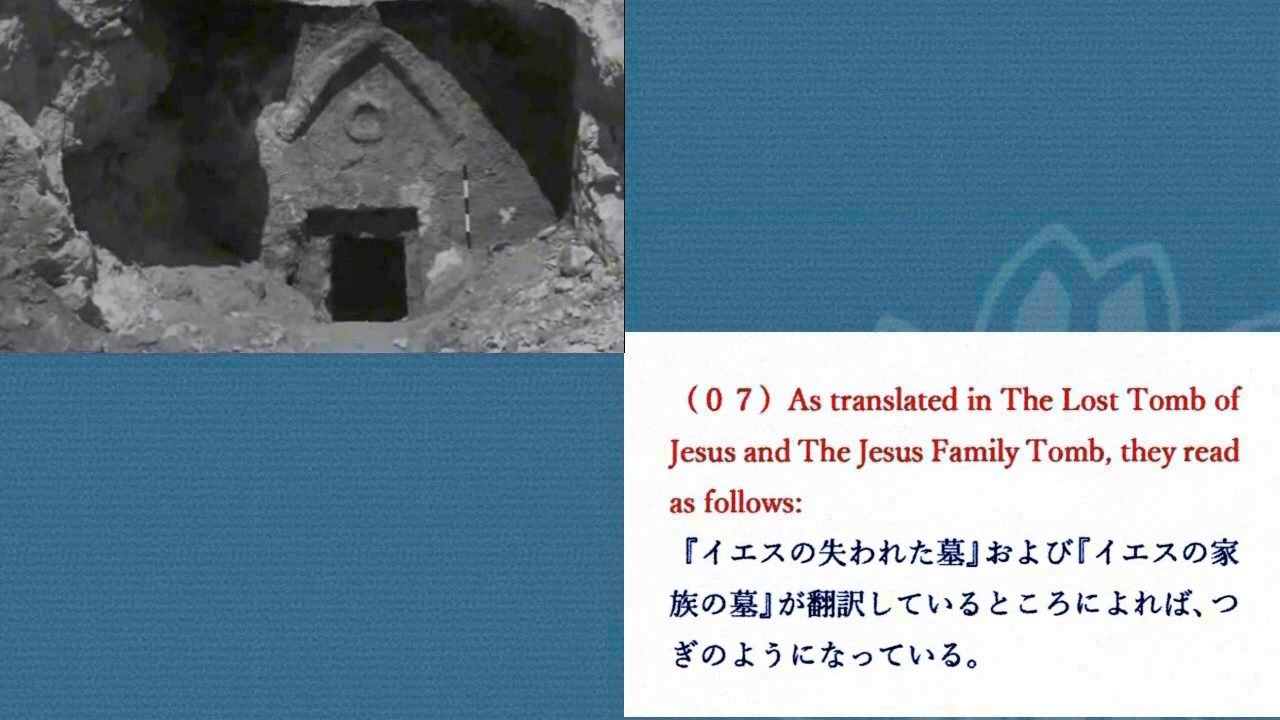 （０７）As translated in The Lost Tomb of
Jesus and The Jesus Family Tomb, they read
as follows:
『イエスの失われた墓』および『イエスの家
族の墓』が翻訳しているところによれば、つ
ぎのようになっている。